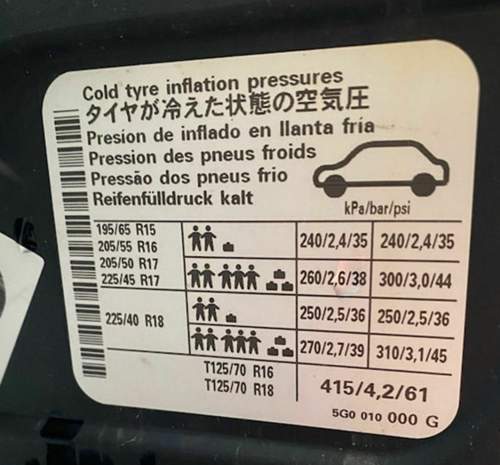 Cold tyre inflation pressures
タイヤが冷えた状態の空気圧
Presion de inflado en llanta fria
Pression des pneus froids
Pressão dos pneus frio
Reifenfülldruck kalt
kPa/bar/psi
195/65 R15
205/55 R16
240/2,4/35 240/2,4/35
205/50 R17
225/45 R17
260/2,6/38 300/3,0/44
225/40 R18
250/2,5/36 250/2,5/36
270/2,7/39 310/3,1/45
T125/70 R16
T125/70 R18
415/4,2/61
5G0 010 000 G